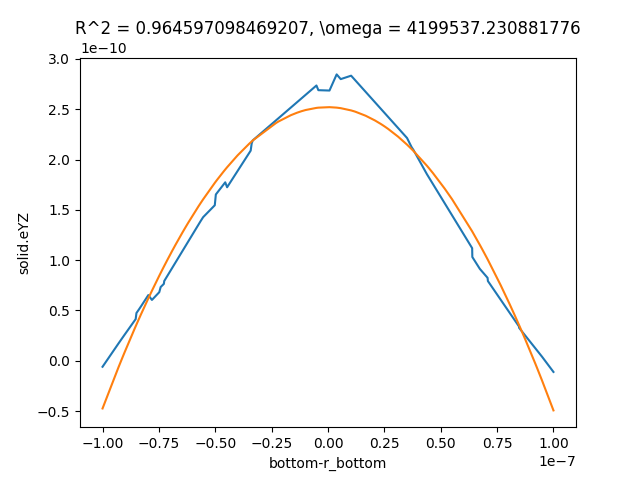 R^2 = 0.964597098469207, \omega = 4199537.230881776
1e−10
3.0
2.5
2.0
1.5
1.0
0.5
0.0
−0.5
solid.eYZ
−1.00 −0.75 −0.50 −0.25 0.00 0.25 0.50 0.75 1.00
bottom-r_bottom
1e−7